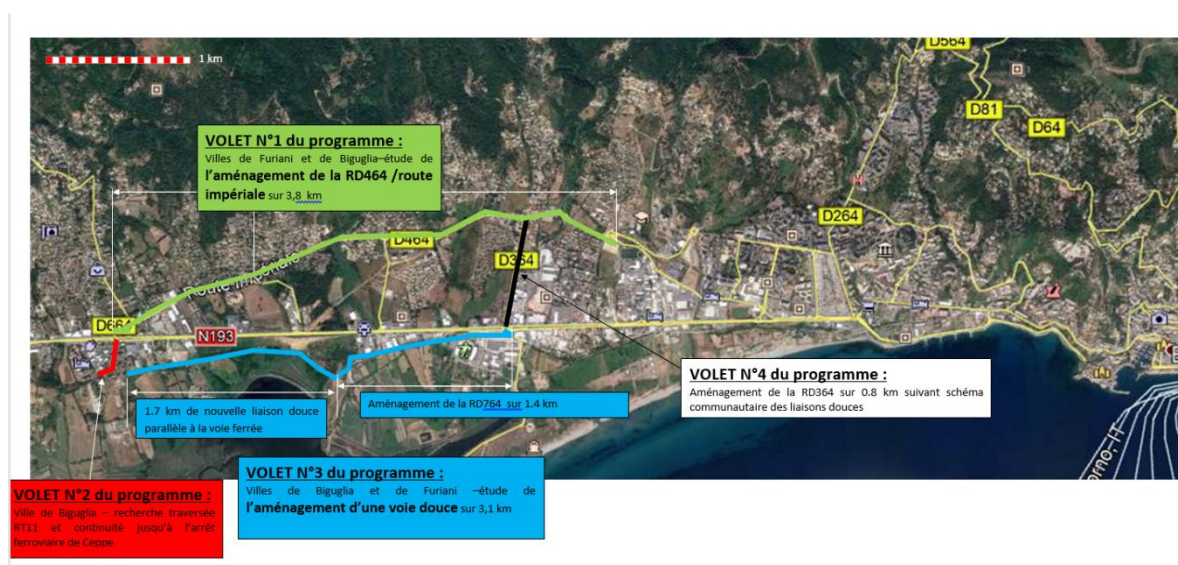 1 km
D564
D81
D64
VOLET N°1 du programme :
Villes de Furiani et de Biguglia–étude de
l’aménagement de la RD464 /route
impériale sur 3,8 km
H
D264
D464
D364
Route impériale
D664
N193
VOLET N°4 du programme :
Aménagement de la RD364 sur 0.8 km suivant schéma
communautaire des liaisons douces
1.7 km de nouvelle liaison douce
parallèle à la voie ferrée
Aménagement de la RD764 sur 1.4 km
VOLET N°3 du programme :
Villes de Biguglia et de Furiani –étude de
l’aménagement d’une voie douce sur 3,1 km
VOLET N°2 du programme :
Ville de Biguglia – recherche traversée
RT11 et continuité jusqu’à l’arrêt
ferroviaire de Ceppe